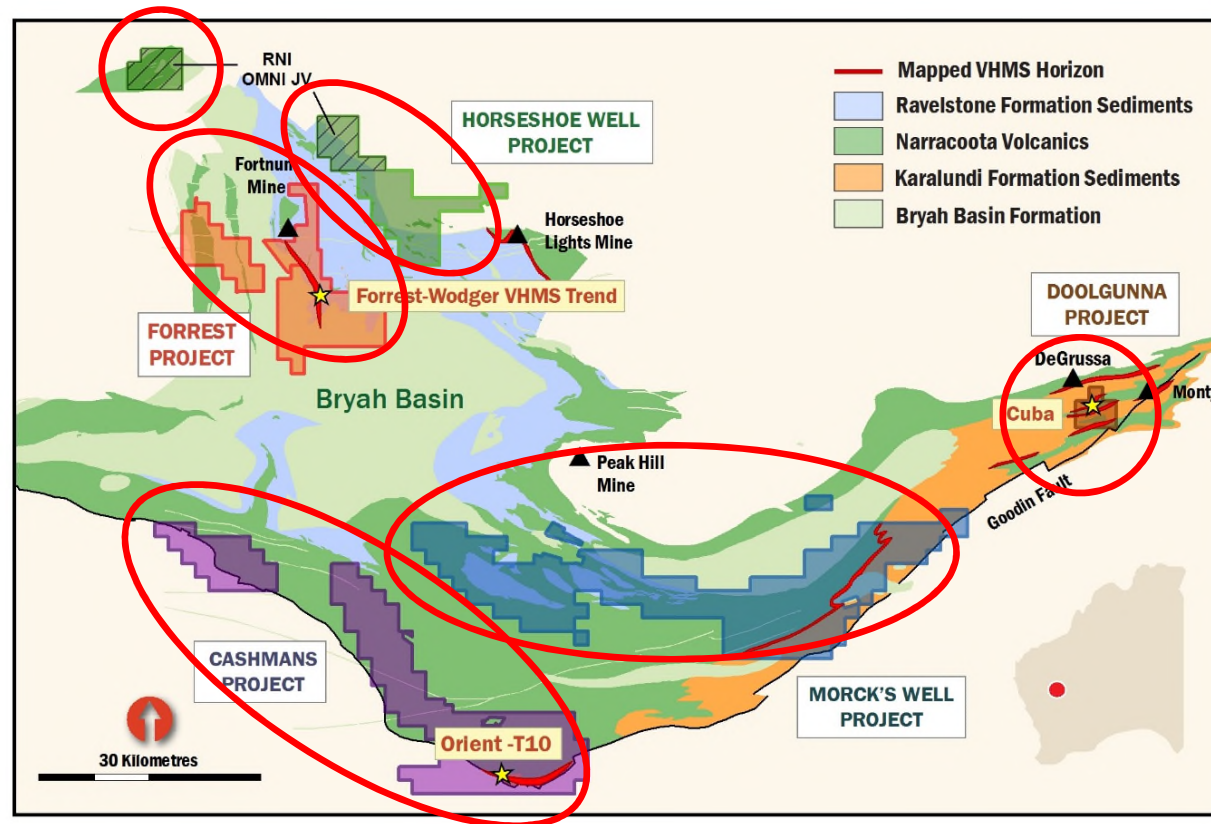 RNI
OMNI JV
HORSESHOE WELL
PROJECT
Mapped VHMS Horizon
Ravelstone Formation Sediments
Narracoota Volcanics
Karalundi Formation Sediments
Bryah Basin Formation
Fortnum
Mine
Horseshoe
Lights Mine
Forrest-Wodger VHMS Trend
FORREST
PROJECT
Bryah Basin
DOOLGUNNA
PROJECT
DeGrussa
Monty
Cuba
Peak Hill
Mine
Goodin Fault
CASHMANS
PROJECT
MORCK'S WELL
PROJECT
Orient -T10
30 Kilometres